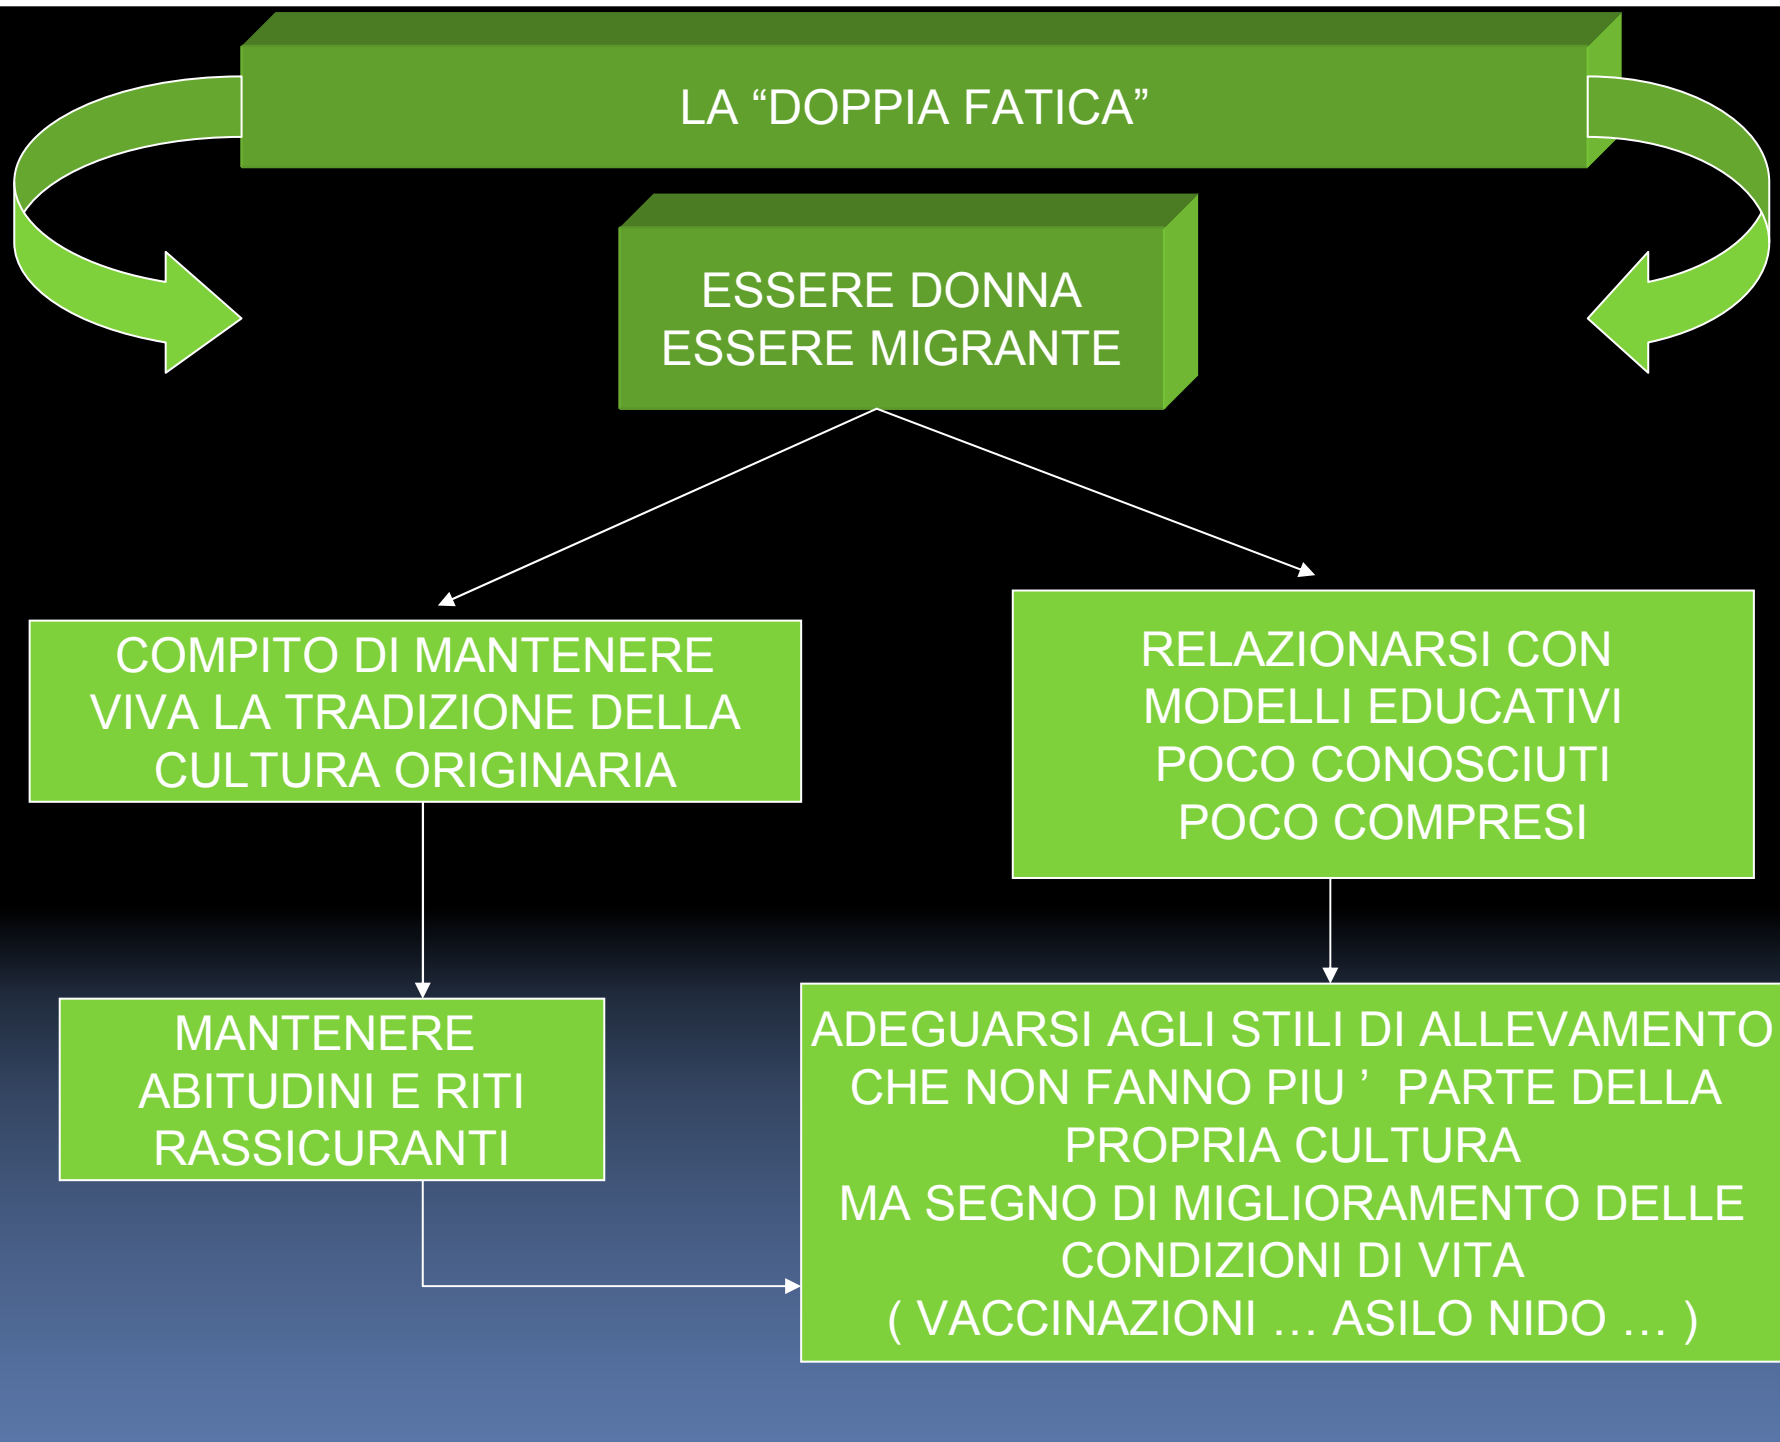 LA “DOPPIA FATICA”
ESSERE DONNA
ESSERE MIGRANTE
COMPITO DI MANTENERE
VIVA LA TRADIZIONE DELLA
CULTURA ORIGINARIA
RELAZIONARSI CON
MODELLI EDUCATIVI
POCO CONOSCIUTI
POCO COMPRESI
MANTENERE
ABITUDINI E RITI
RASSICURANTI
ADEGUARSI AGLI STILI DI ALLEVAMENTO
CHE NON FANNO PIU ’ PARTE DELLA
PROPRIA CULTURA
MA SEGNO DI MIGLIORAMENTO DELLE
CONDIZIONI DI VITA
( VACCINAZIONI … ASILO NIDO … )